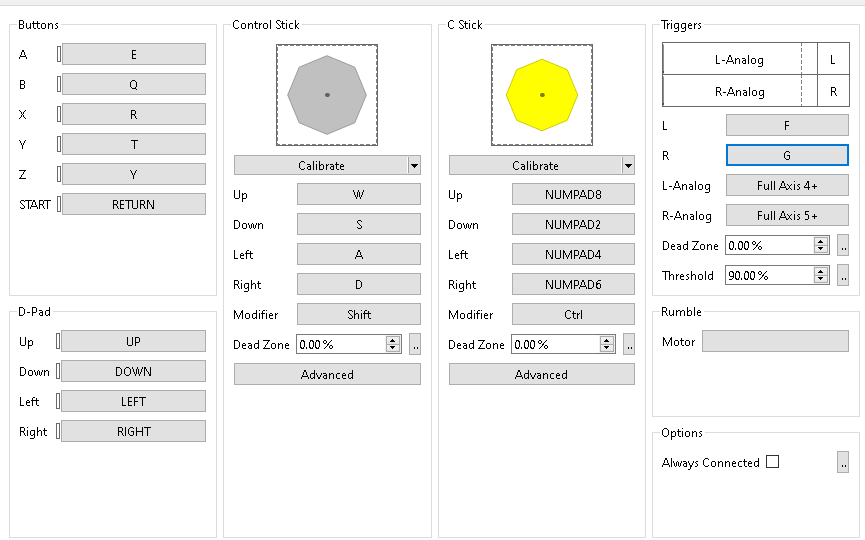 Buttons
A E
B Q
X R
Y T
Z Y
START RETURN
D-Pad
Up UP
Down DOWN
Left LEFT
Right RIGHT
Control Stick
Calibrate
Up W
Down S
Left A
Right D
Modifier Shift
Dead Zone 0.00% ..
Advanced
C Stick
Calibrate
Up NUMPAD8
Down NUMPAD2
Left NUMPAD4
Right NUMPAD6
Modifier Ctrl
Dead Zone 0.00% ..
Advanced
Triggers
L-Analog L
R-Analog R
L F
R G
L-Analog Full Axis 4+
R-Analog Full Axis 5+
Dead Zone 0.00% ..
Threshold 90.00% ..
Rumble
Motor
Options
Always Connected ..